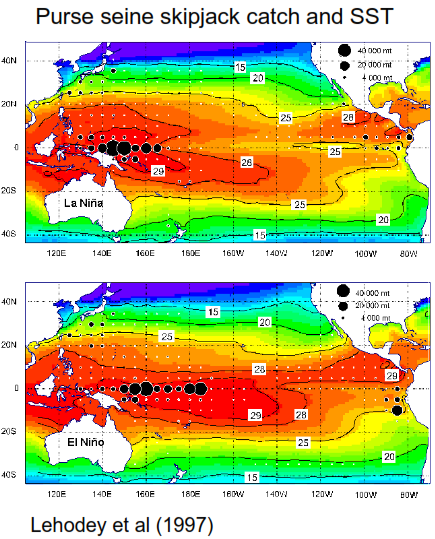 Purse seine skipjack catch and SST
40 000 mt
20 000 mt
4 000 mt
40N
20N
0
20S
40S
15
20
25
28
25
28
29
25
20
15
La Niña
120E 140E 160E 180E 160W 140W 120W 100W 80W
40 000 mt
20 000 mt
4 000 mt
40N
20N
0
20S
40S
15
20
25
28
29
29
28
25
20
15
El Niño
120E 140E 160E 180E 160W 140W 120W 100W 80W
Lehodey et al (1997)